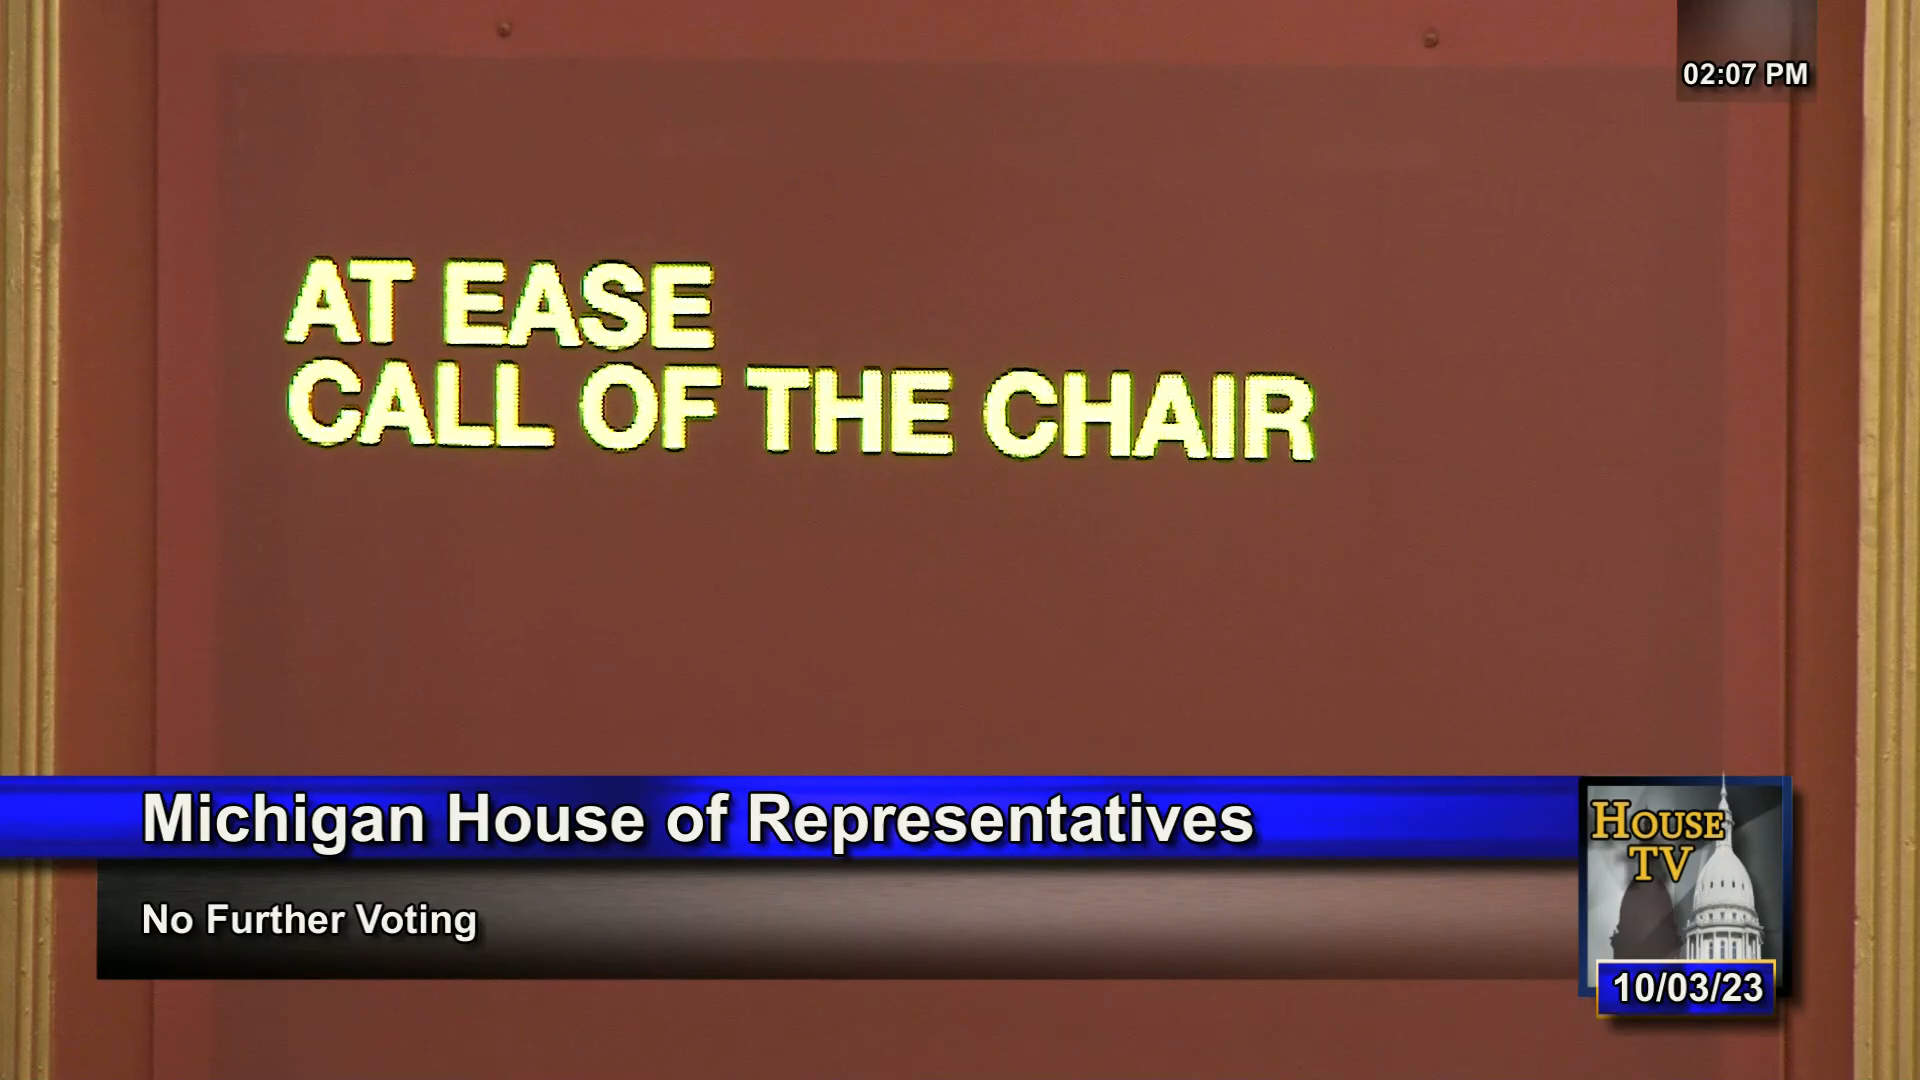 02:07 PM
AT EASE
CALL OF THE CHAIR
Michigan House of Representatives
No Further Voting
HOUSE
TV
10/03/23